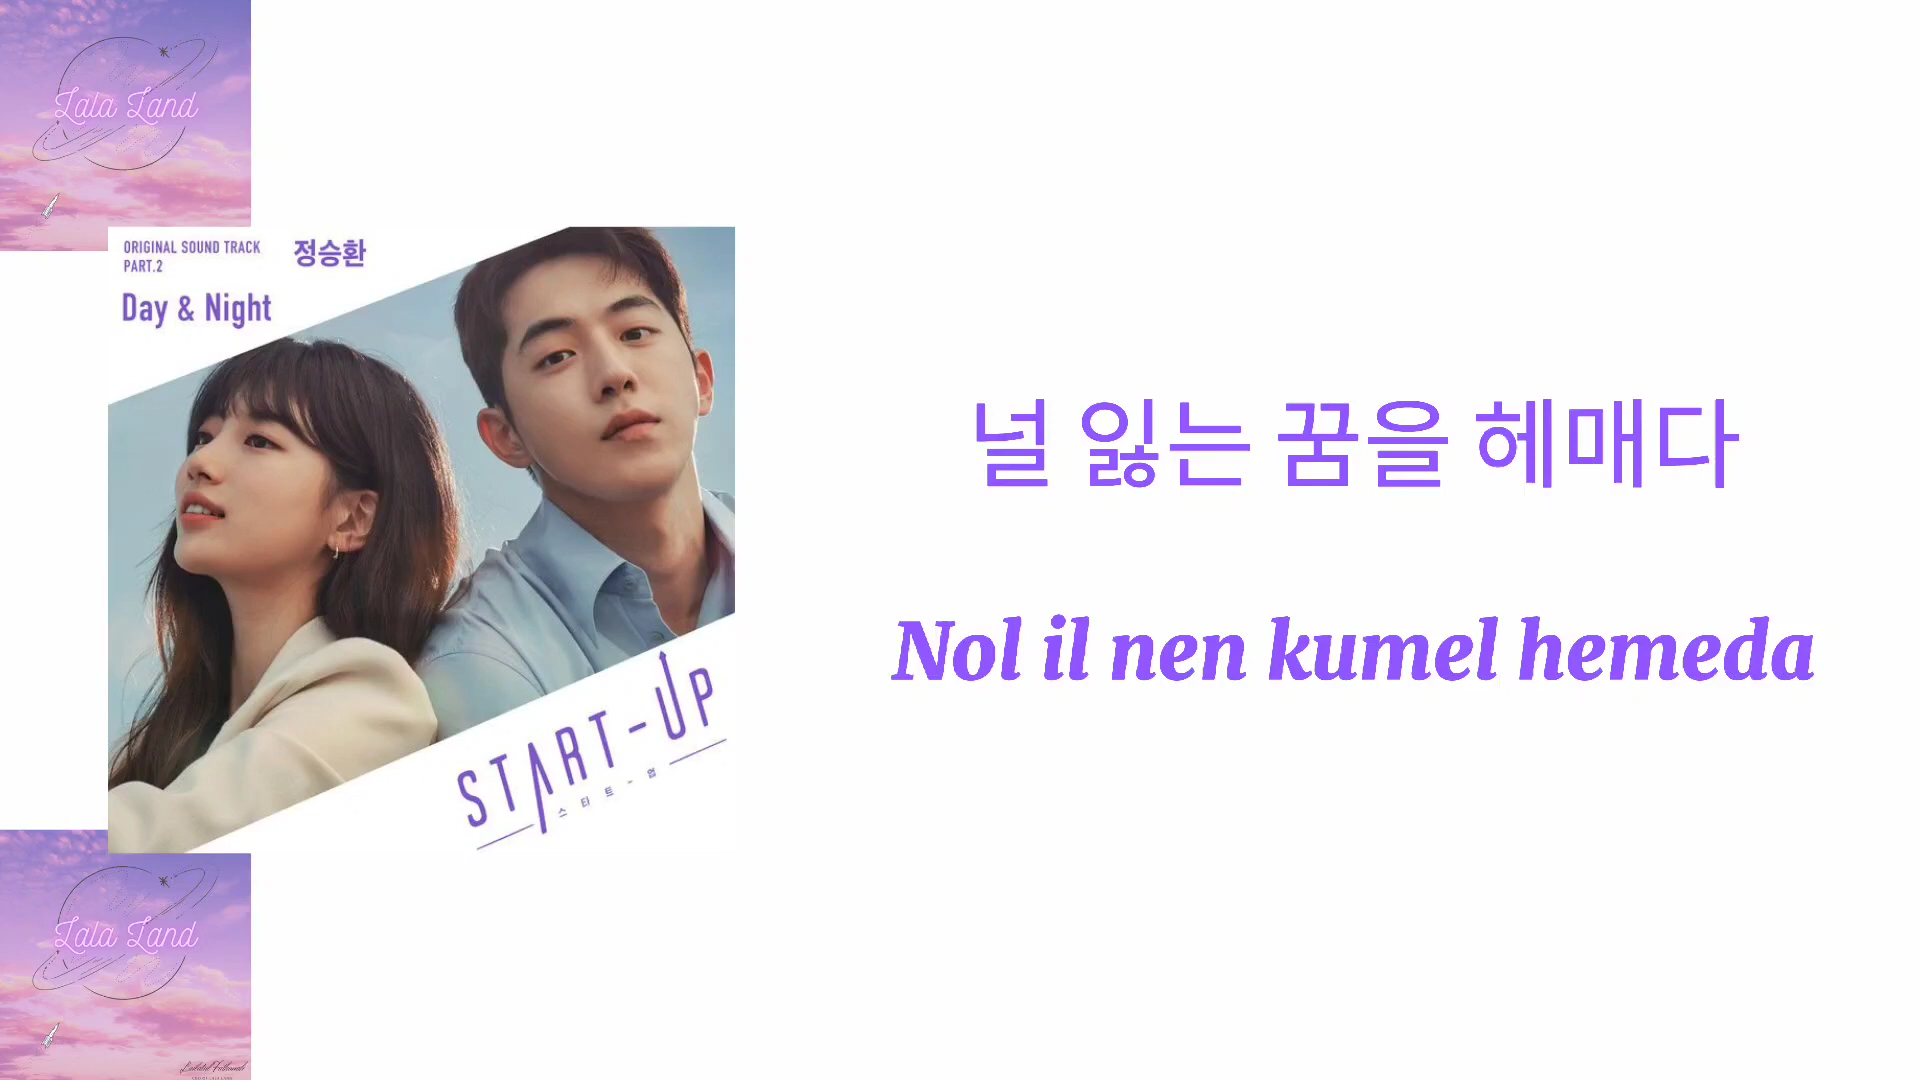 Lala Land
ORIGINAL SOUND TRACK
PART.2
정승환
Day & Night
START-UP
스타트-업
널 잃는 꿈을 헤매다
Nol il nen kumel hemeda
Lala Land